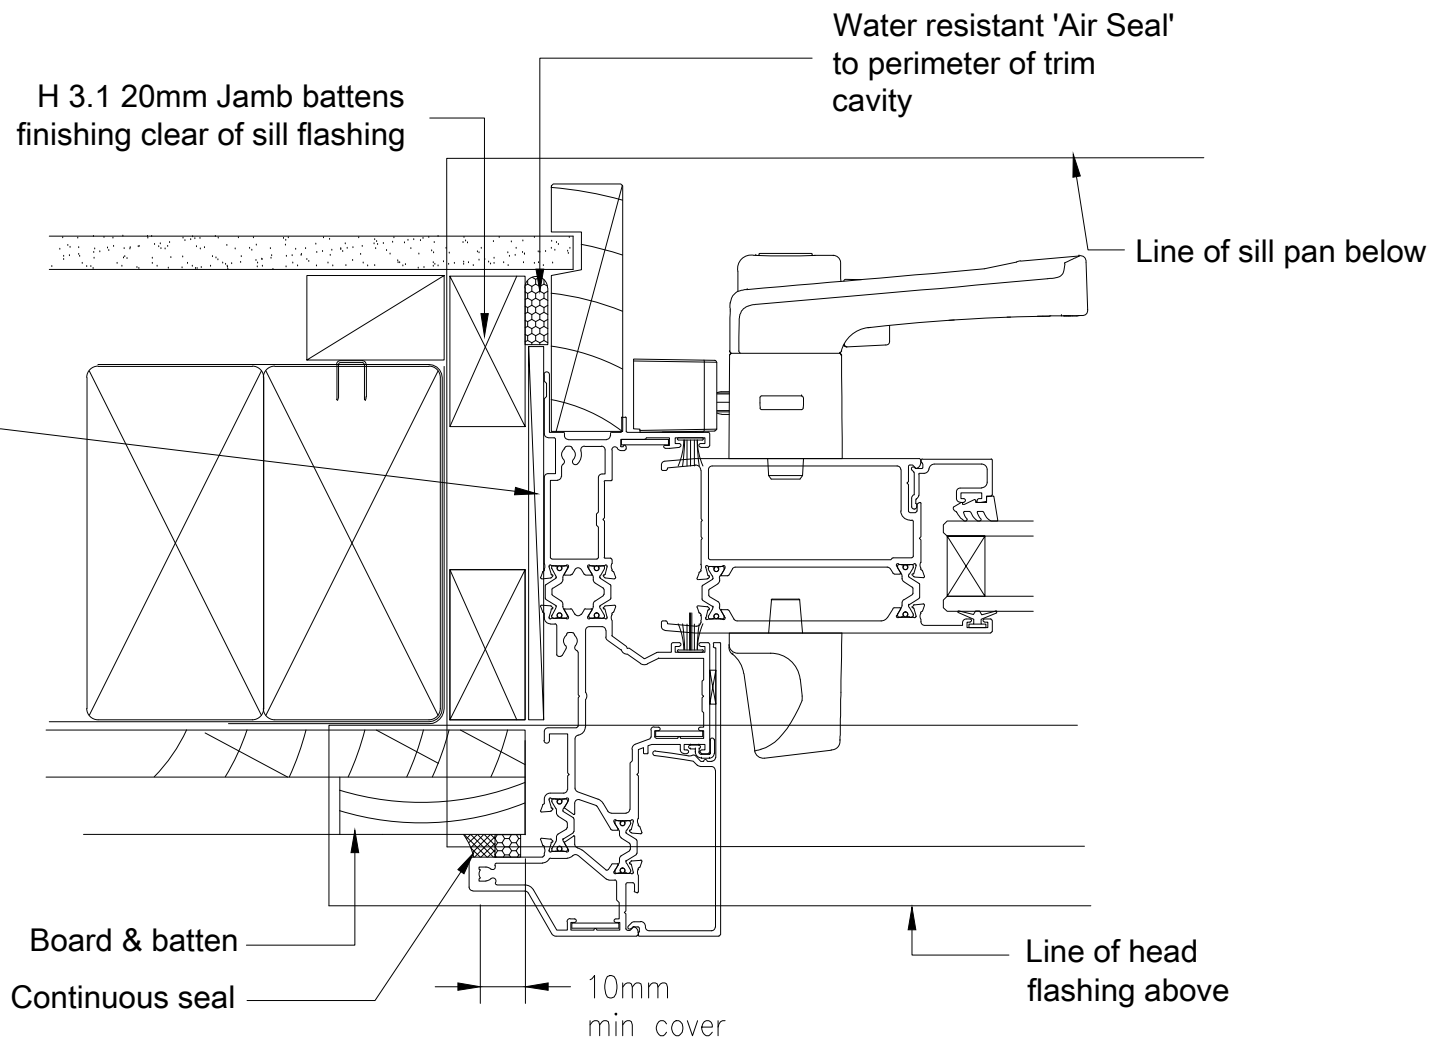 Water resistant 'Air Seal'
to perimeter of trim
cavity
H 3.1 20mm Jamb battens
finishing clear of sill flashing
Line of sill pan below
Board & batten
Continuous seal
10mm
min cover
Line of head
flashing above